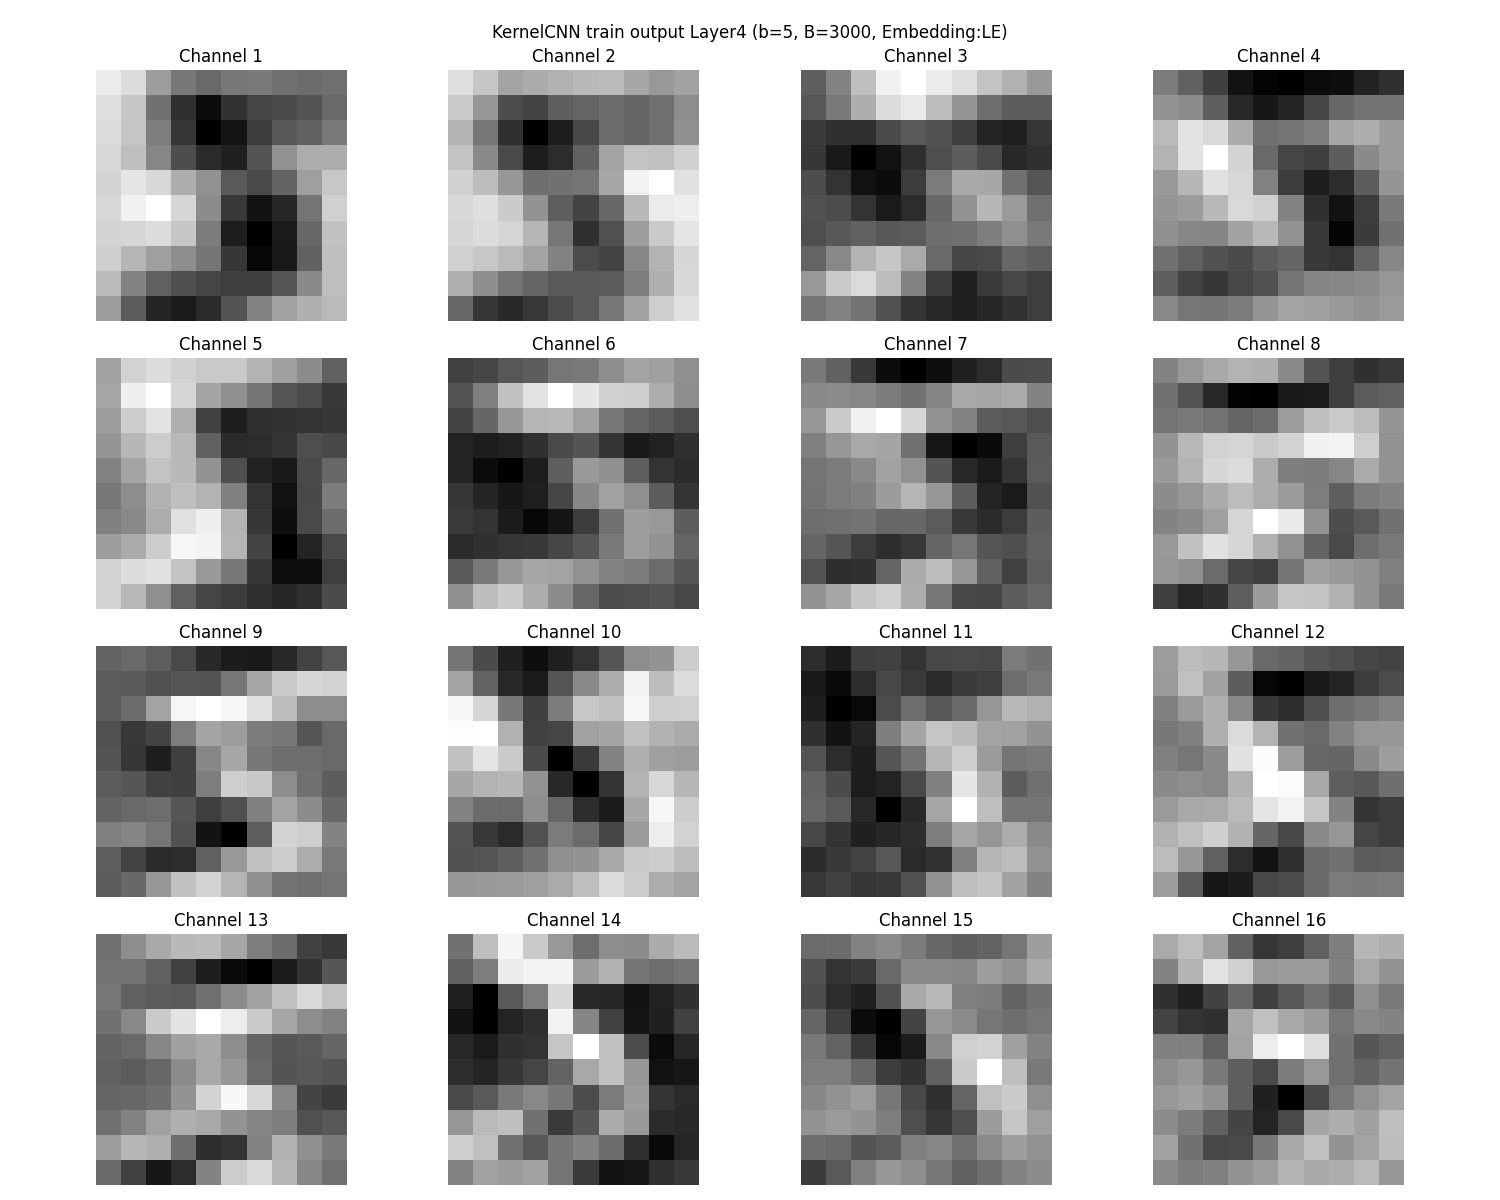 KernelCNN train output Layer4 (b=5, B=3000, Embedding:LE)
Channel 1
Channel 2
Channel 3
Channel 4
Channel 5
Channel 6
Channel 7
Channel 8
Channel 9
Channel 10
Channel 11
Channel 12
Channel 13
Channel 14
Channel 15
Channel 16